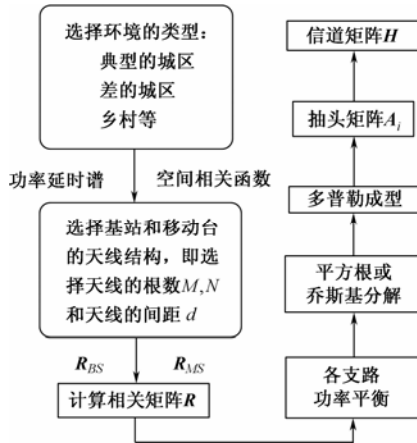 选择环境的类型：
典型的城区
差的城区
乡村等
功率延时谱
空间相关函数
选择基站和移动台
的天线结构，即选
择天线的根数M,N
和天线的间距 d
R_BS
R_MS
计算相关矩阵R
各支路
功率平衡
平方根或
乔斯基分解
多普勒成型
抽头矩阵A_i
信道矩阵H